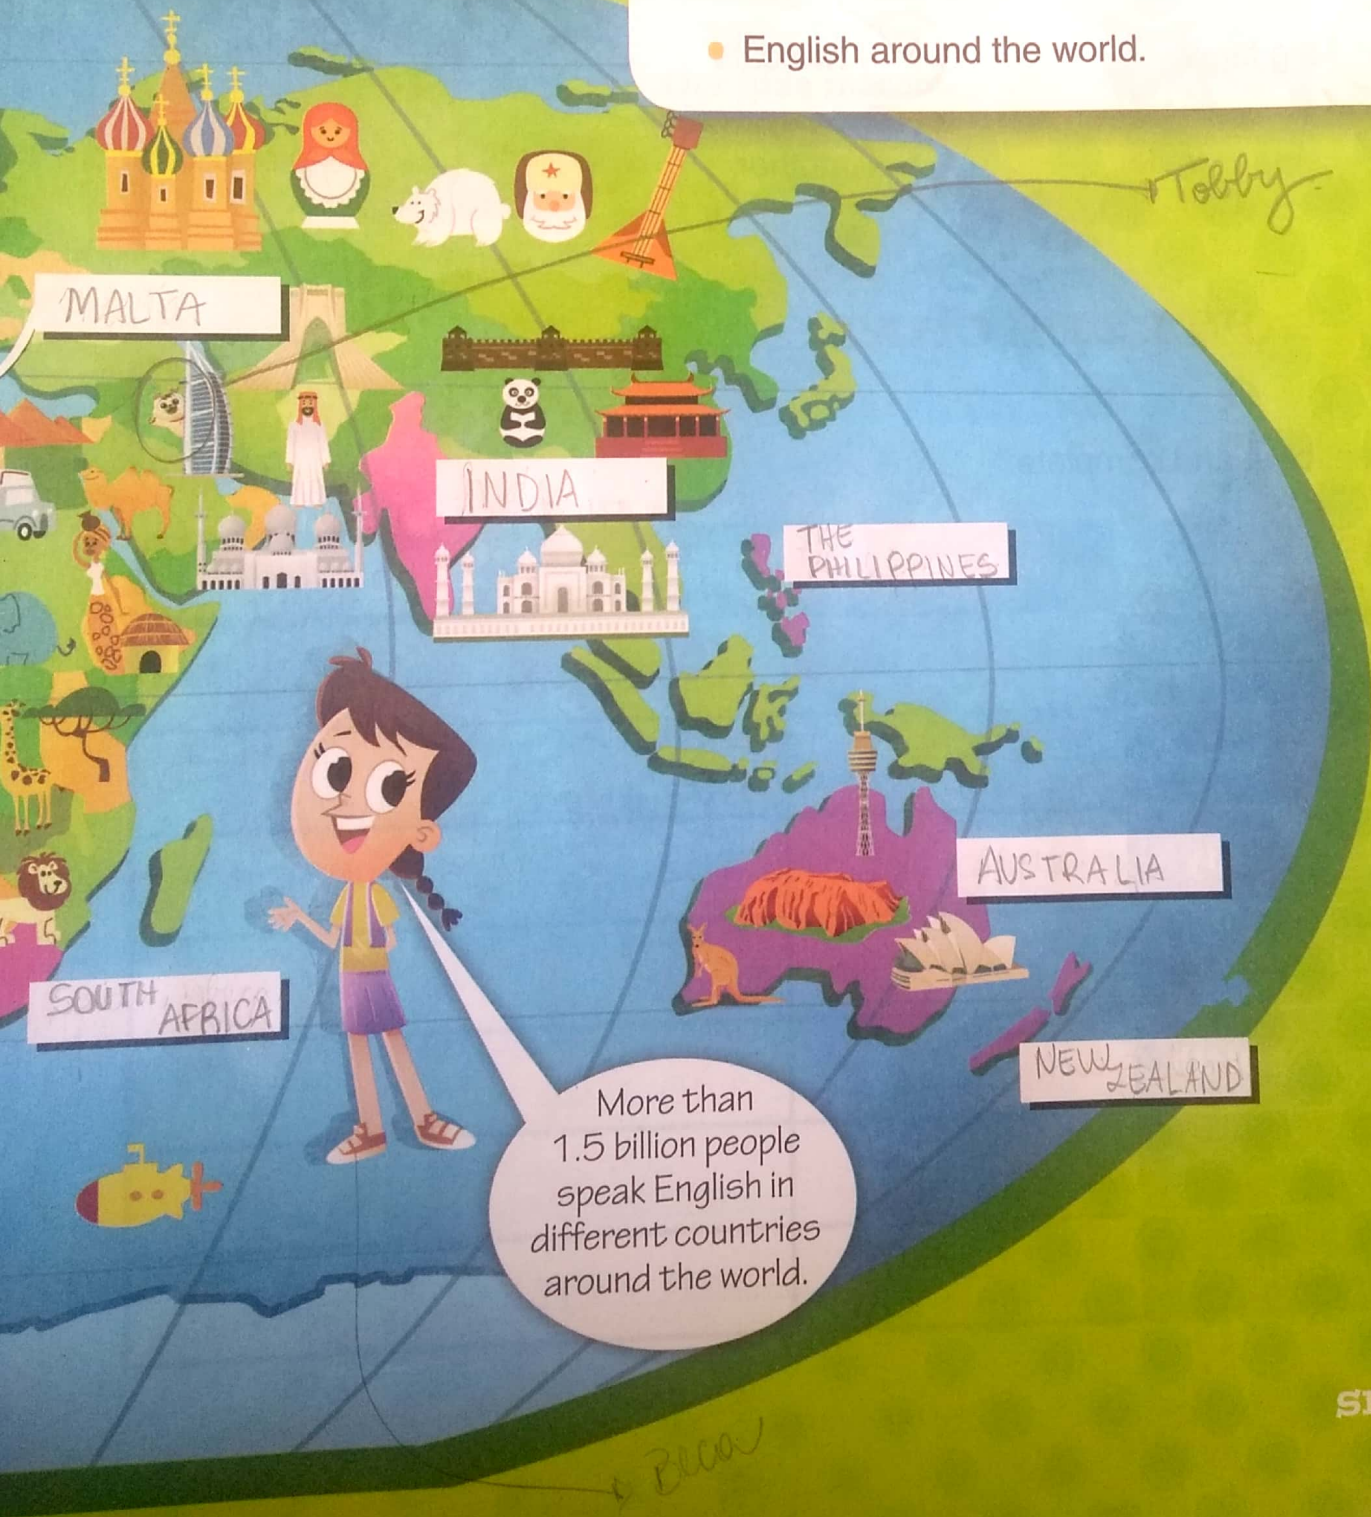 English around the world.
Tobby
MALTA
INDIA
THE
PHILIPPINES
AUSTRALIA
SOUTH AFRICA
NEW ZEALAND
More than
1.5 billion people
speak English in
different countries
around the world.